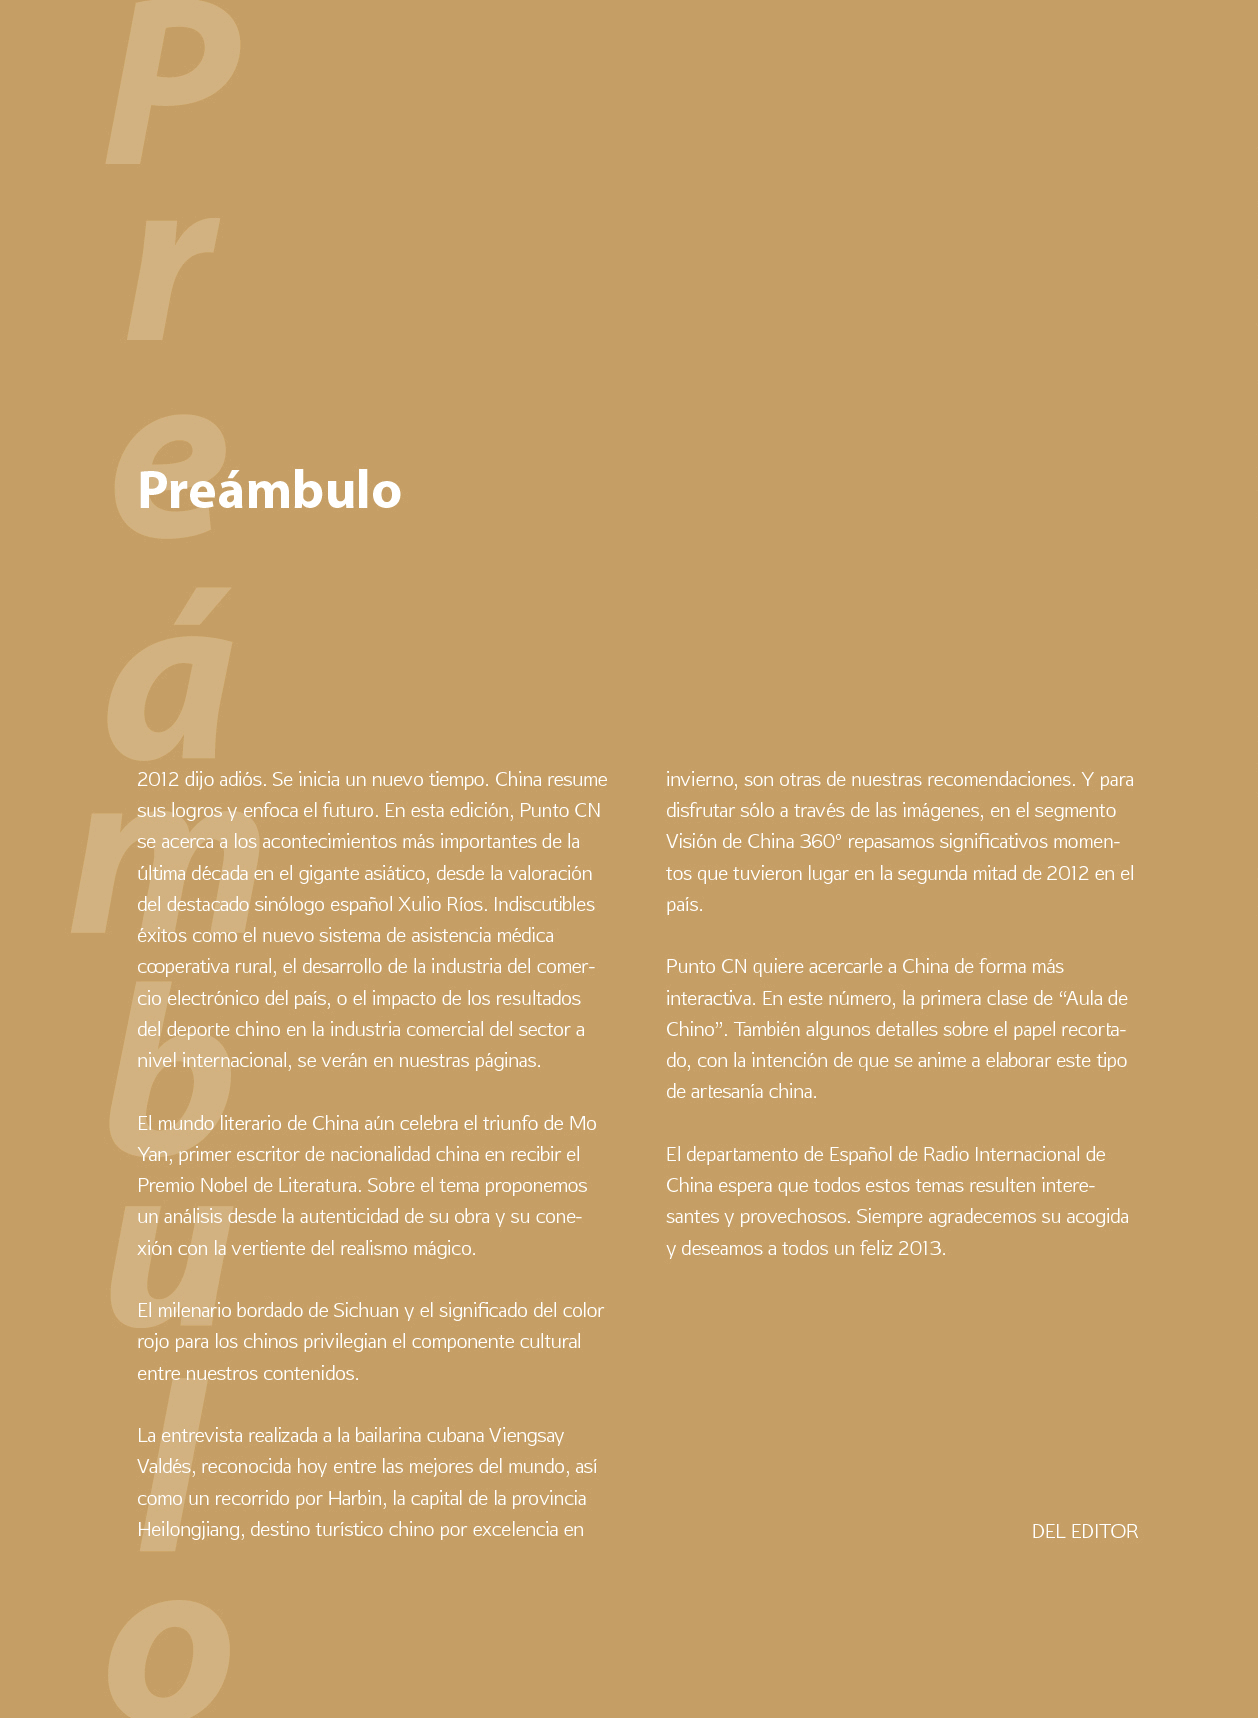 Preámbulo
Preámbulo
2012 dijo adiós. Se inicia un nuevo tiempo. China resume
sus logros y enfoca el futuro. En esta edición, Punto CN
se acerca a los acontecimientos más importantes de la
última década en el gigante asiático, desde la valoración
del destacado sinólogo español Xulio Ríos. Indiscutibles
éxitos como el nuevo sistema de asistencia médica
cooperativa rural, el desarrollo de la industria del comer-
cio electrónico del país, o el impacto de los resultados
del deporte chino en la industria comercial del sector a
nivel internacional, se verán en nuestras páginas.
El mundo literario de China aún celebra el triunfo de Mo
Yan, primer escritor de nacionalidad china en recibir el
Premio Nobel de Literatura. Sobre el tema proponemos
un análisis desde la autenticidad de su obra y su cone-
xión con la vertiente del realismo mágico.
El milenario bordado de Sichuan y el significado del color
rojo para los chinos privilegian el componente cultural
entre nuestros contenidos.
La entrevista realizada a la bailarina cubana Viengsay
Valdés, reconocida hoy entre las mejores del mundo, así
como un recorrido por Harbin, la capital de la provincia
Heilongjiang, destino turístico chino por excelencia en
invierno, son otras de nuestras recomendaciones. Y para
disfrutar sólo a través de las imágenes, en el segmento
Visión de China 360° repasamos significativos momen-
tos que tuvieron lugar en la segunda mitad de 2012 en el
país.
Punto CN quiere acercarle a China de forma más
interactiva. En este número, la primera clase de “Aula de
Chino”. También algunos detalles sobre el papel recorta-
do, con la intención de que se anime a elaborar este tipo
de artesanía china.
El departamento de Español de Radio Internacional de
China espera que todos estos temas resulten intere-
santes y provechosos. Siempre agradecemos su acogida
y deseamos a todos un feliz 2013.
DEL EDITOR